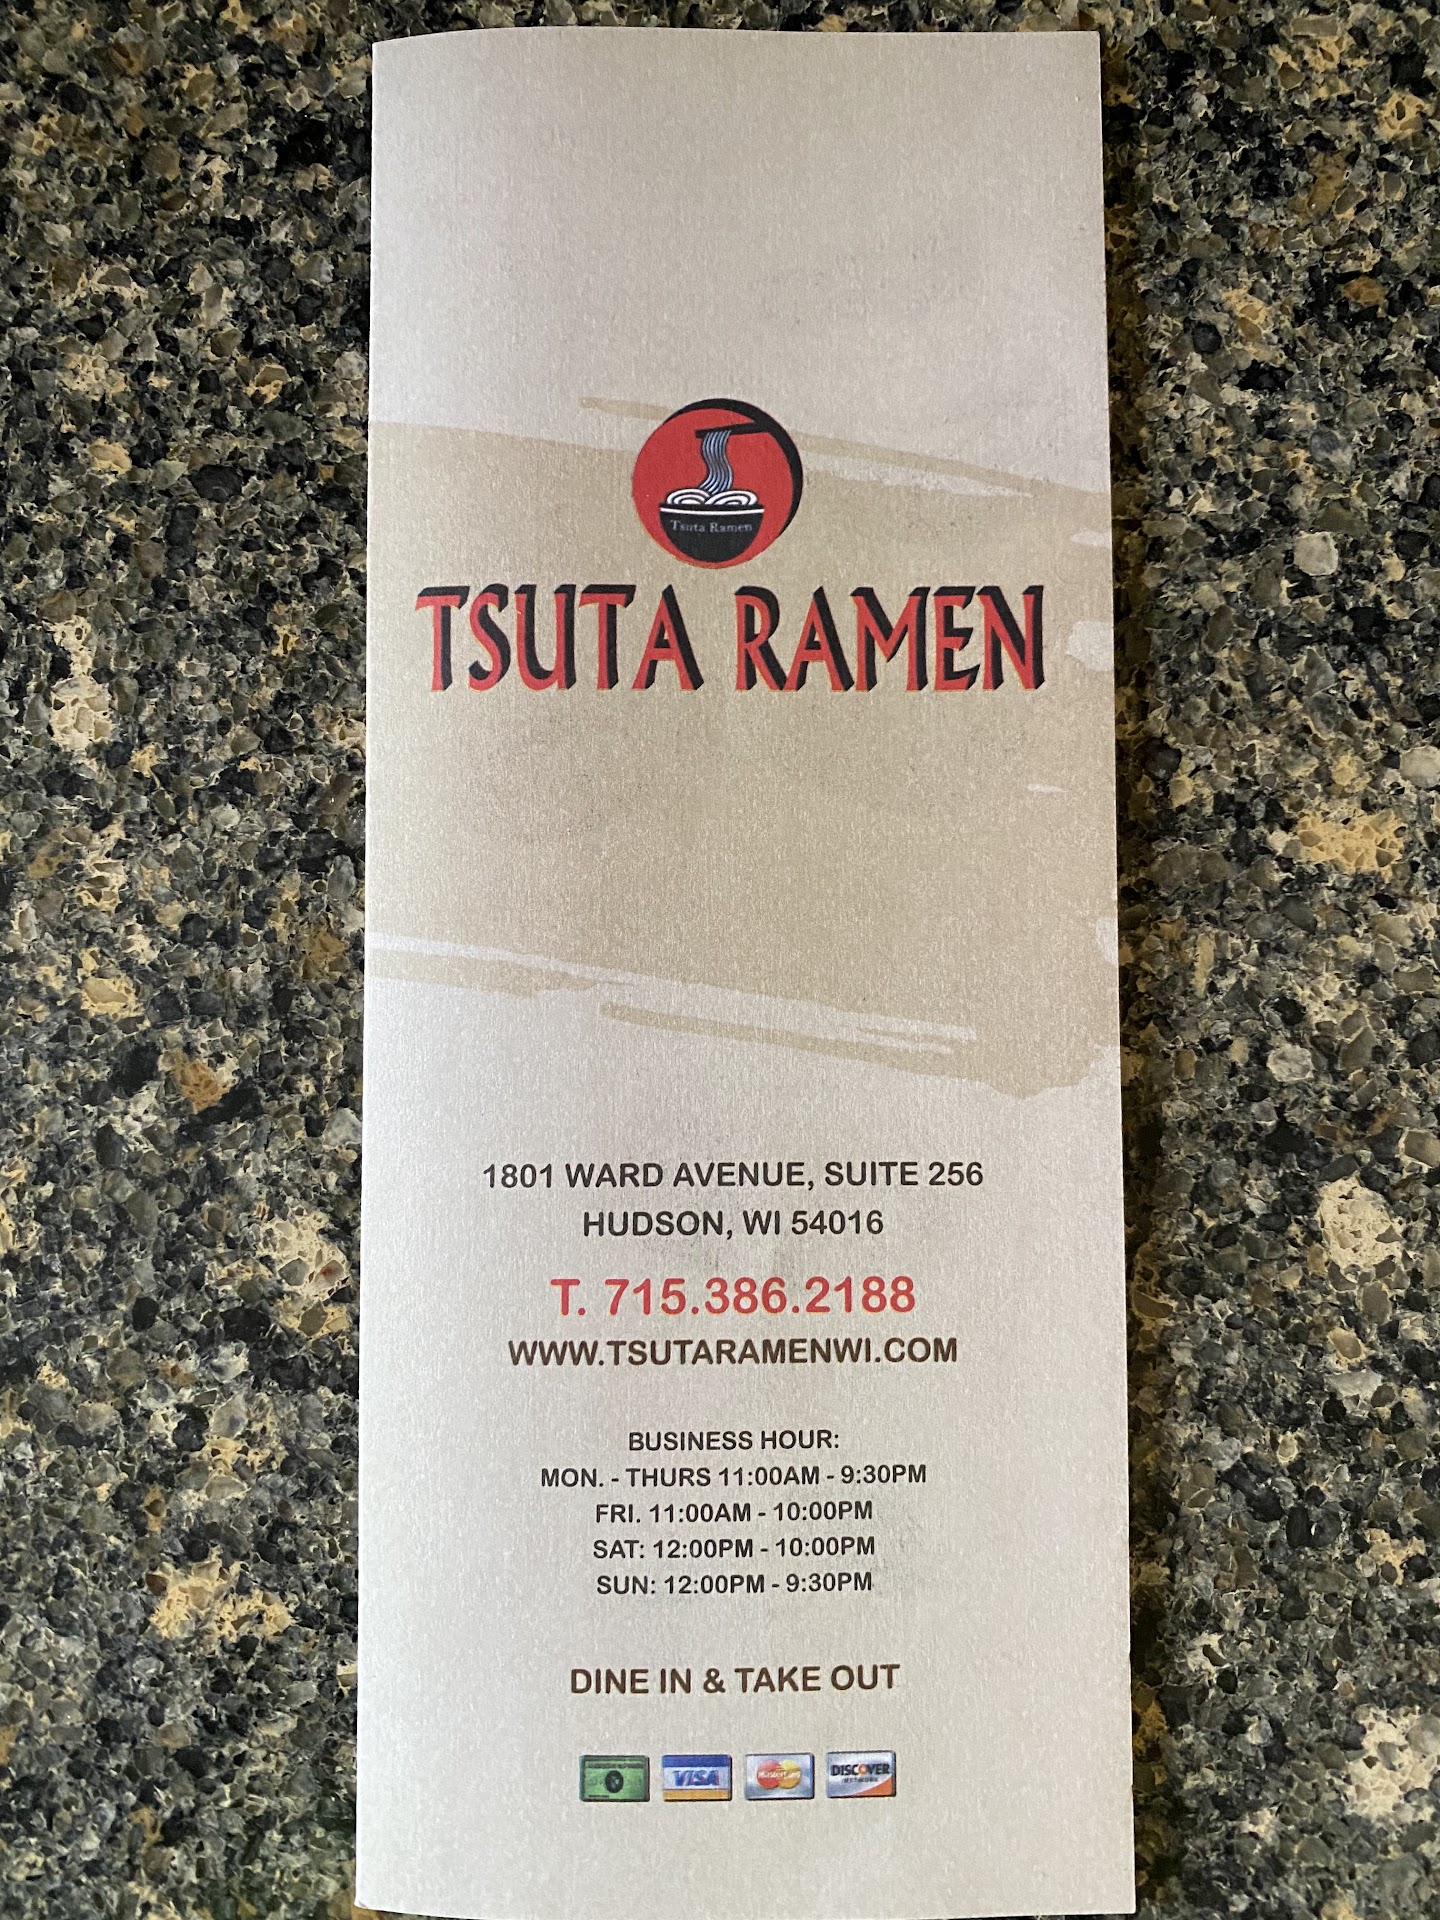 Tsuta Ramen
TSUTA RAMEN
1801 WARD AVENUE, SUITE 256
HUDSON, WI 54016
T. 715.386.2188
WWW.TSUTARAMENWI.COM
BUSINESS HOUR:
MON. - THURS 11:00AM - 9:30PM
FRI. 11:00AM - 10:00PM
SAT: 12:00PM - 10:00PM
SUN: 12:00PM - 9:30PM
DINE IN & TAKE OUT
VISA MasterCard DISCOVER
NETWORK